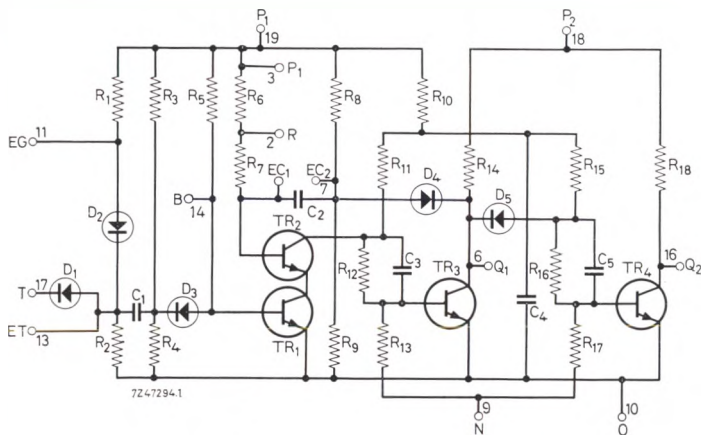 P1 P2
19 18
3 P1
R1 R3 R5 R6 R8 R10
2 R
EG 11
R7 EC1 EC2 R11 R14 R15 R18
7 D4
D2 B 14 C2 D5
TR2
T 17 D1 C1 D3 R12 C3 TR3 6 Q1 R16 C5 TR4 16 Q2
ET 13
R2 R4 TR1 R9 R13 C4 R17
7Z47294.1
9 10
N O